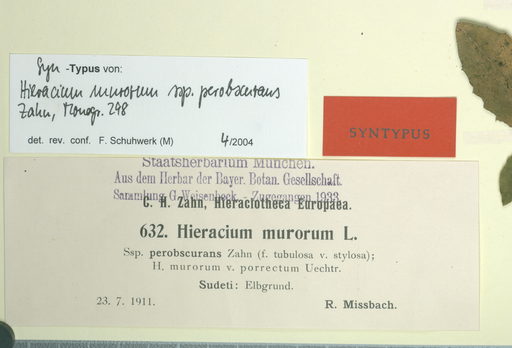 Syn -Typus von:
Hieracium murorum ssp. perobscurans
Zahn, Monogr. 298
det. rev. conf. F. Schuhwerk (M) 4/2004
SYNTYPUS
Staatsherbarium München.
Aus dem Herbar der Bayer. Botan. Gesellschaft.
Sammlung G. Weisenbeck. - Zugegangen 1933.
C. H. Zahn, Hieraciotheca Europaea.
632. Hieracium murorum L.
Ssp. perobscurans Zahn (f. tubulosa v. stylosa);
H. murorum v. porrectum Uechtr.
Sudeti: Elbgrund.
23. 7. 1911. R. Missbach.